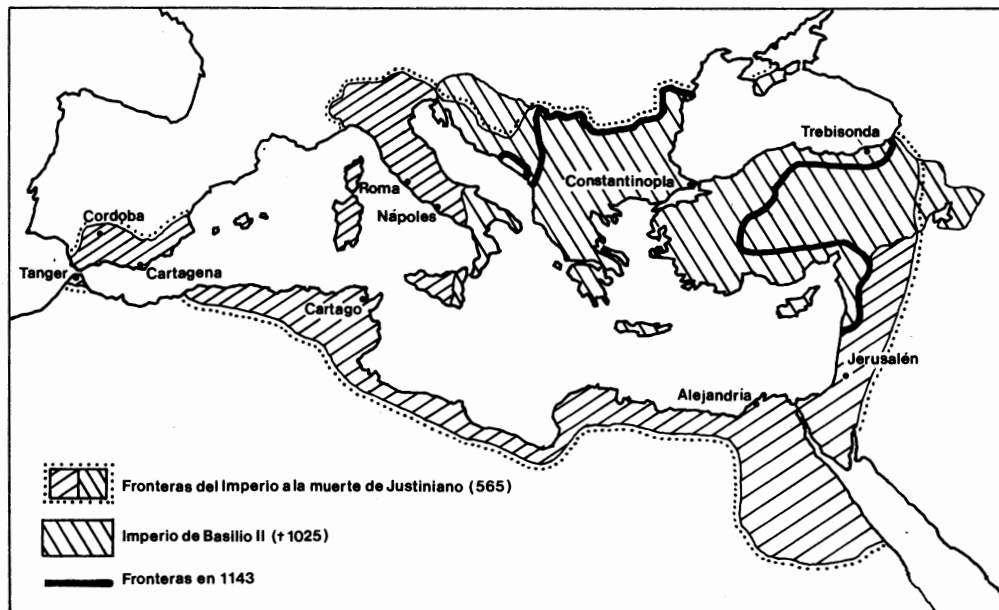 Trebisonda
Constantinopla
Roma
Nápoles
Cordoba
Tanger
Cartagena
Cartago
Jerusalén
Alejandría
Fronteras del Imperio a la muerte de Justiniano (565)
Imperio de Basilio II († 1025)
Fronteras en 1143